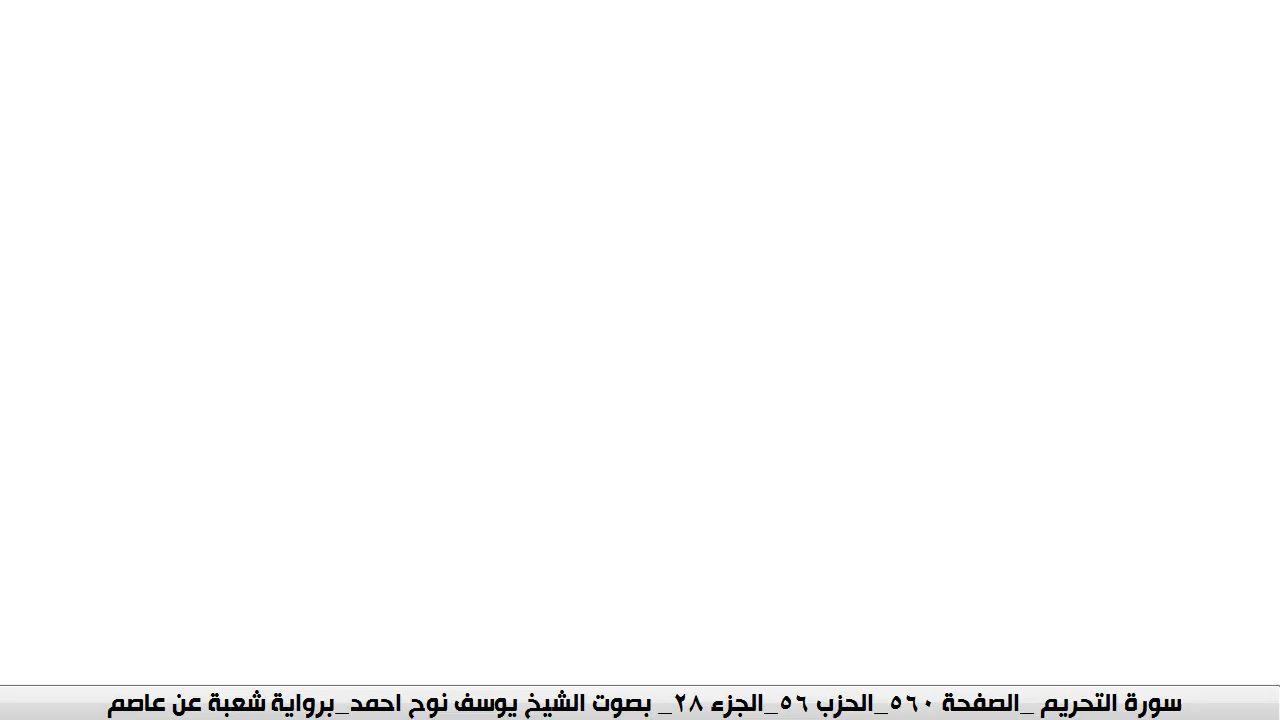 سورة التحريم _الصفحة ٥٦٠_الحزب ٥٦_الجزء ٢٨_ بصوت الشيخ يوسف نوح احمد_برواية شعبة عن عاصم